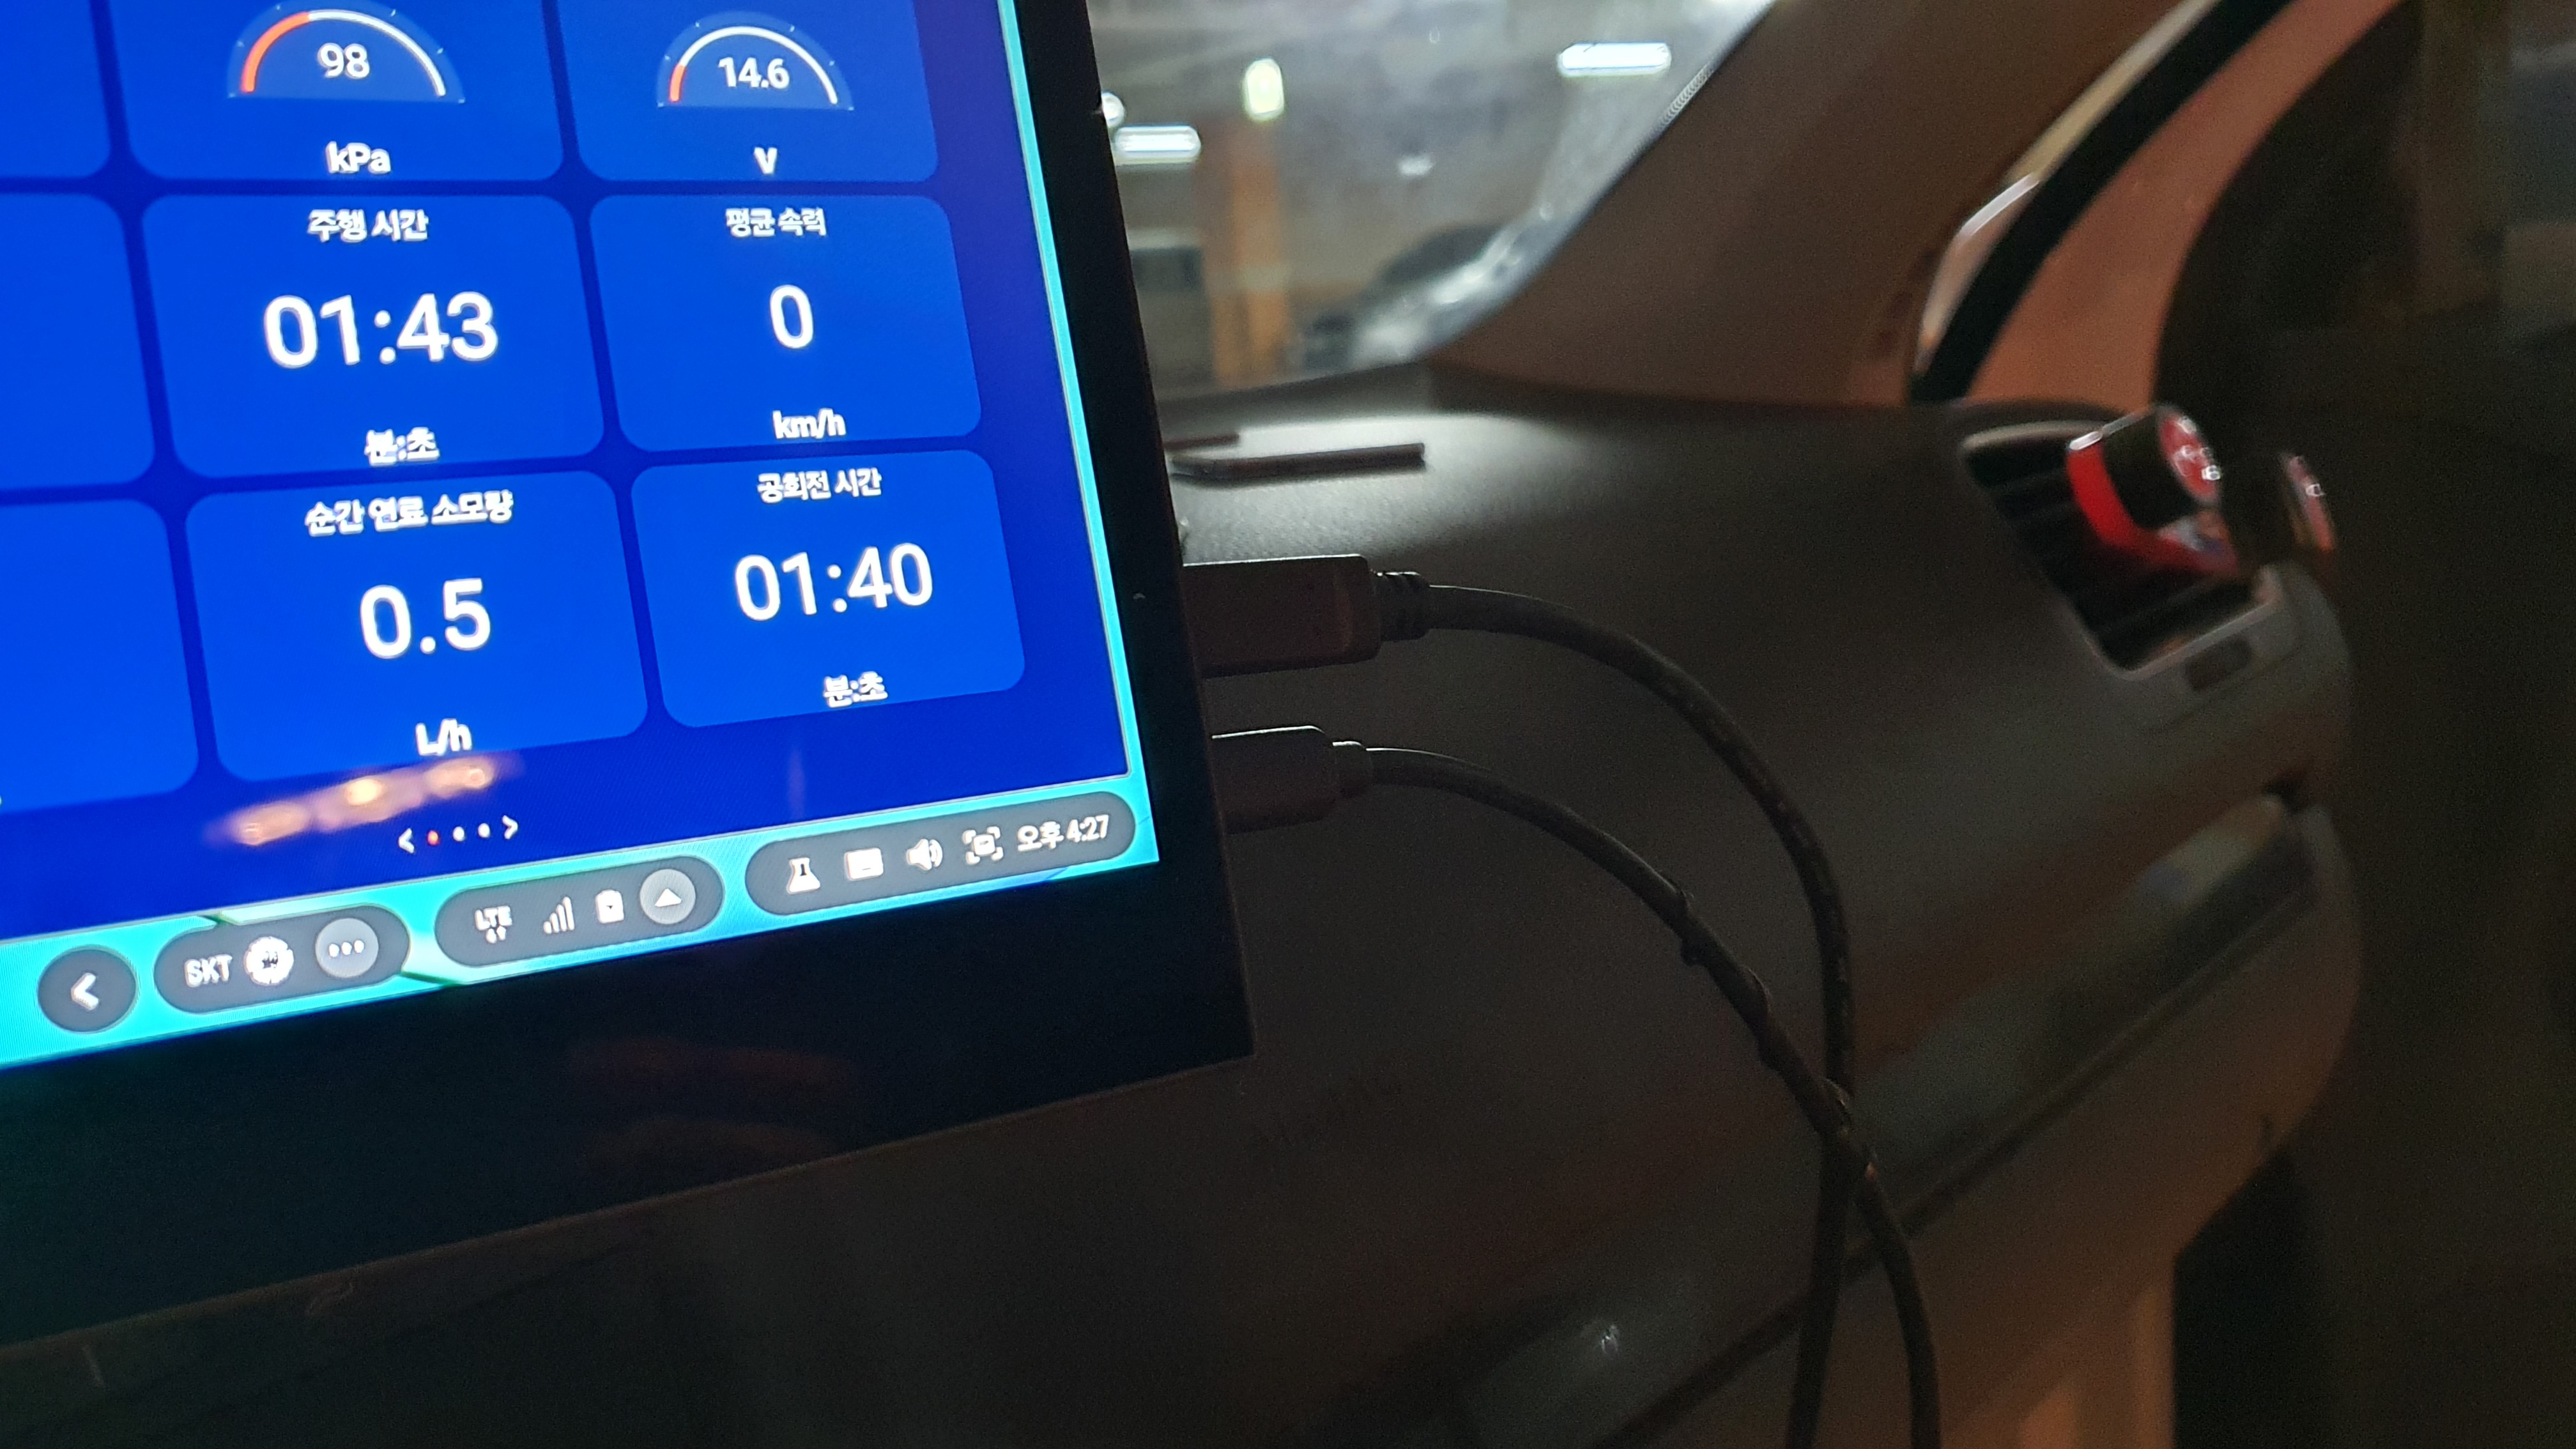 98
14.6
kPa
V
주행 시간
평균 속력
01:43
0
분:초
km/h
순간 연료 소모량
공회전 시간
0.5
01:40
L/h
분:초
SKT
LTE
오후 4:27